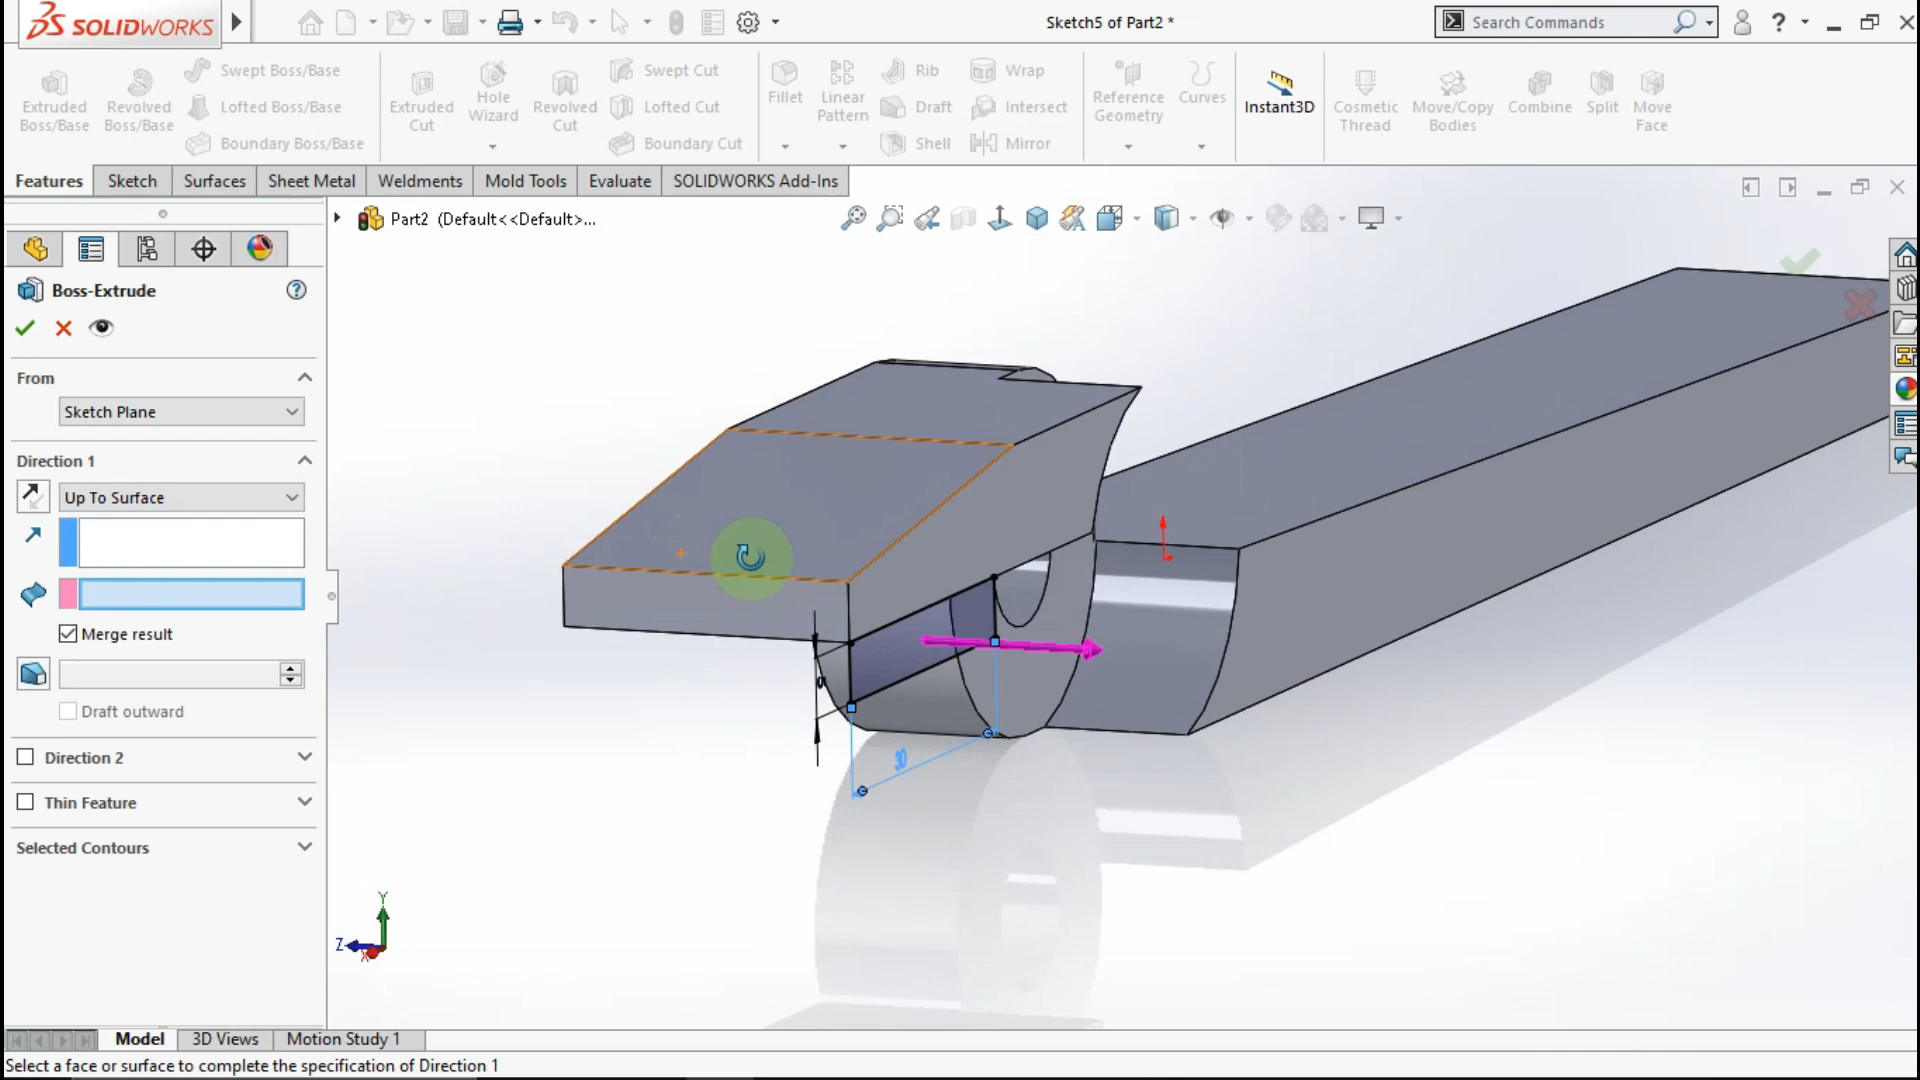 SOLIDWORKS
Sketch5 of Part2 *
Search Commands
Extruded Boss/Base
Revolved Boss/Base
Swept Boss/Base
Lofted Boss/Base
Boundary Boss/Base
Extruded Cut
Hole Wizard
Revolved Cut
Swept Cut
Lofted Cut
Boundary Cut
Fillet
Linear Pattern
Rib
Draft
Shell
Wrap
Intersect
Mirror
Reference Geometry
Curves
Instant3D
Cosmetic Thread
Move/Copy Bodies
Combine
Split
Move Face
Features
Sketch
Surfaces
Sheet Metal
Weldments
Mold Tools
Evaluate
SOLIDWORKS Add-Ins
Part2 (Default<<Default>...
Boss-Extrude
From
Sketch Plane
Direction 1
Up To Surface
Merge result
Draft outward
Direction 2
Thin Feature
Selected Contours
30
Y
Z
X
Model
3D Views
Motion Study 1
Select a face or surface to complete the specification of Direction 1